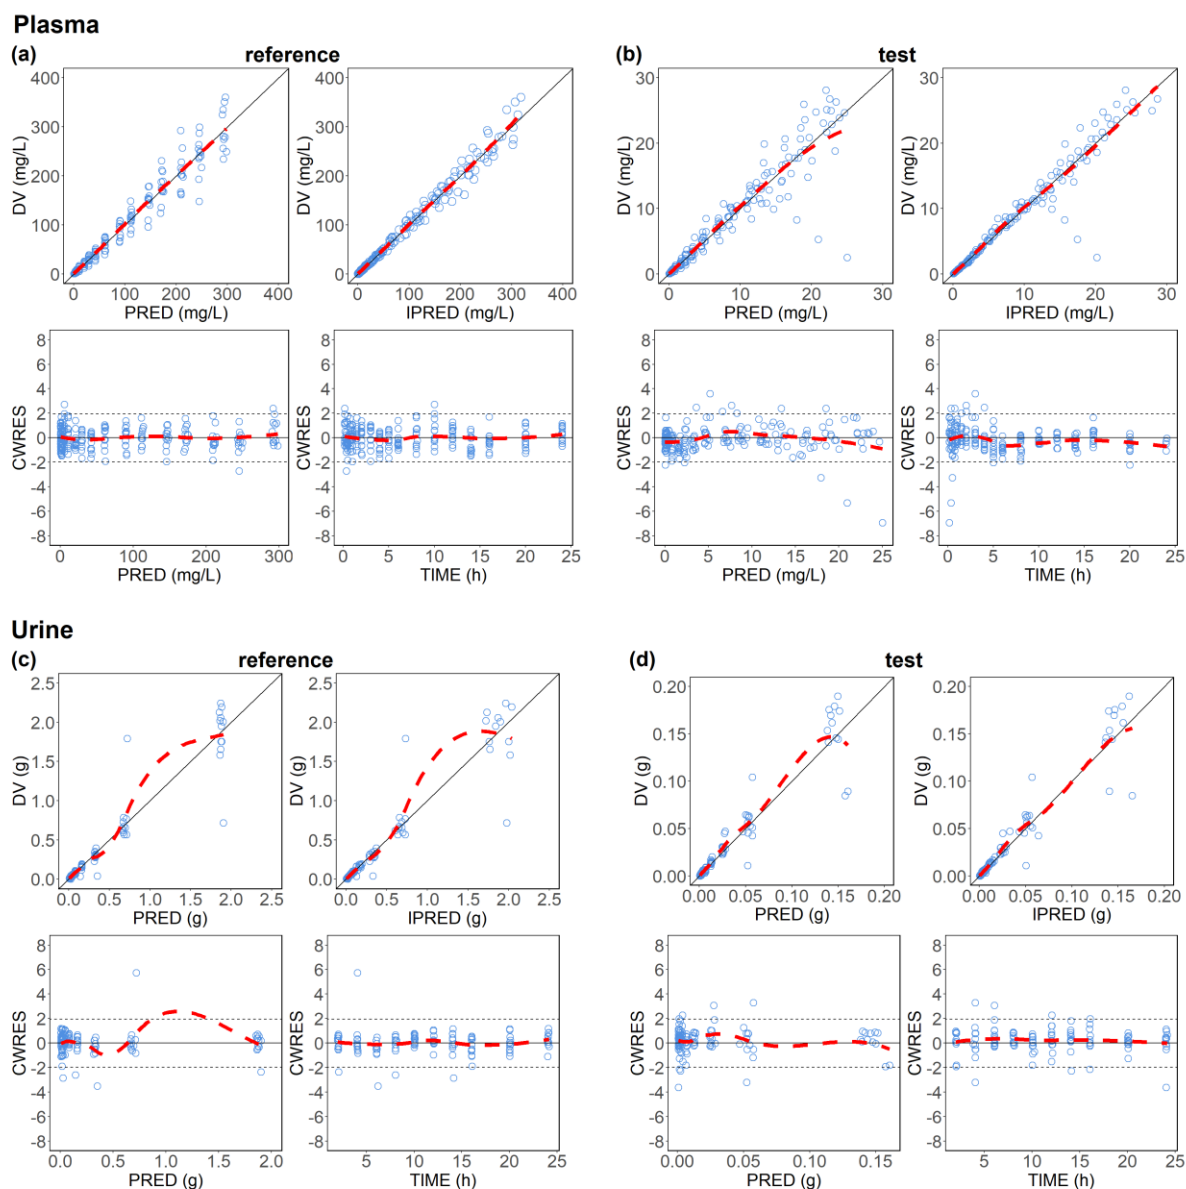 Plasma
(a) reference
400
300
200
100
0
DV (mg/L)
0 100 200 300 400
PRED (mg/L)
400
300
200
100
0
DV (mg/L)
0 100 200 300 400
IPRED (mg/L)
(b) test
30
20
10
0
DV (mg/L)
0 10 20 30
PRED (mg/L)
30
20
10
0
DV (mg/L)
0 10 20 30
IPRED (mg/L)
8
6
4
2
0
-2
-4
-6
-8
CWRES
0 100 200 300
PRED (mg/L)
8
6
4
2
0
-2
-4
-6
-8
CWRES
0 5 10 15 20 25
TIME (h)
8
6
4
2
0
-2
-4
-6
-8
CWRES
0 5 10 15 20 25
PRED (mg/L)
8
6
4
2
0
-2
-4
-6
-8
CWRES
0 5 10 15 20 25
TIME (h)
Urine
(c) reference
2.5
2.0
1.5
1.0
0.5
0.0
DV (g)
0.0 0.5 1.0 1.5 2.0 2.5
PRED (g)
2.5
2.0
1.5
1.0
0.5
0.0
DV (g)
0.0 0.5 1.0 1.5 2.0 2.5
IPRED (g)
(d) test
0.20
0.15
0.10
0.05
0.00
DV (g)
0.00 0.05 0.10 0.15 0.20
PRED (g)
0.20
0.15
0.10
0.05
0.00
DV (g)
0.00 0.05 0.10 0.15 0.20
IPRED (g)
8
6
4
2
0
-2
-4
-6
-8
CWRES
0.0 0.5 1.0 1.5 2.0
PRED (g)
8
6
4
2
0
-2
-4
-6
-8
CWRES
5 10 15 20 25
TIME (h)
8
6
4
2
0
-2
-4
-6
-8
CWRES
0.00 0.05 0.10 0.15
PRED (g)
8
6
4
2
0
-2
-4
-6
-8
CWRES
5 10 15 20 25
TIME (h)